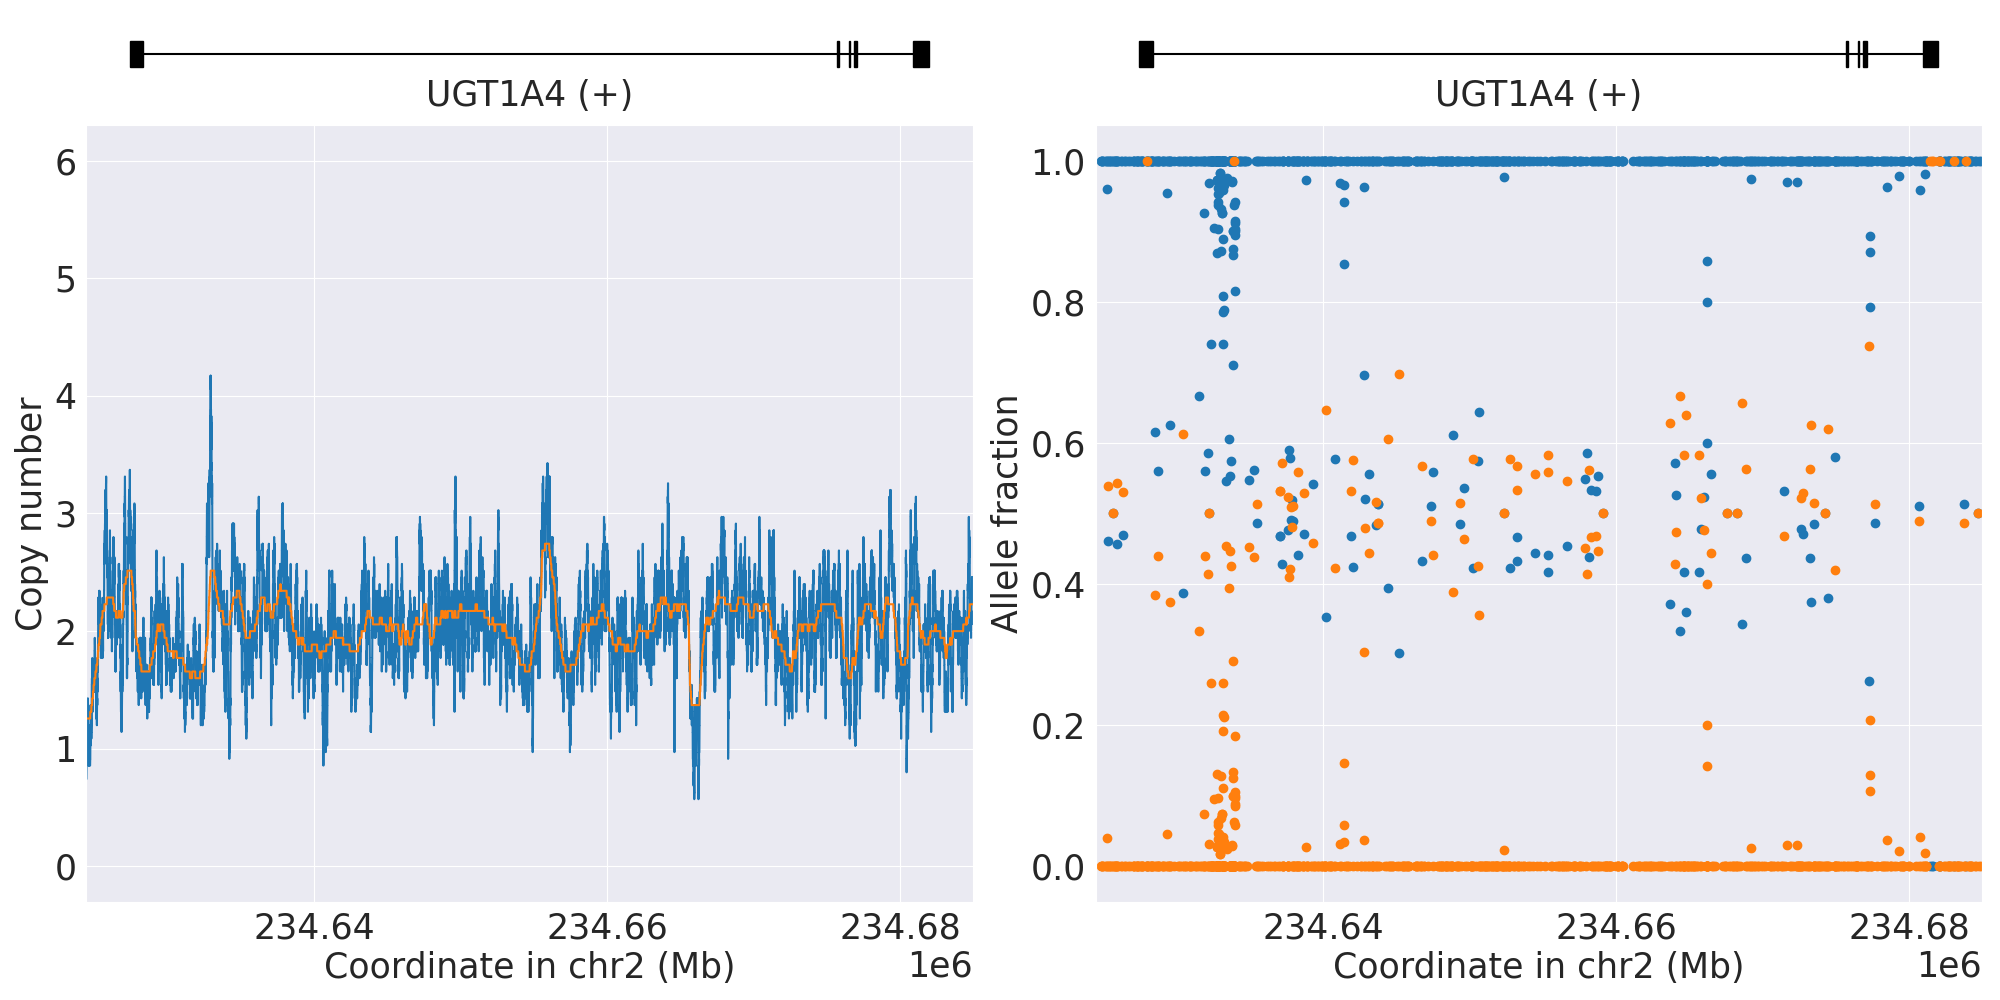 UGT1A4 (+)
6
5
4
3
2
1
0
Copy number
234.64
234.66
234.68
Coordinate in chr2 (Mb)
1e6
UGT1A4 (+)
1.0
0.8
0.6
0.4
0.2
0.0
Allele fraction
234.64
234.66
234.68
Coordinate in chr2 (Mb)
1e6